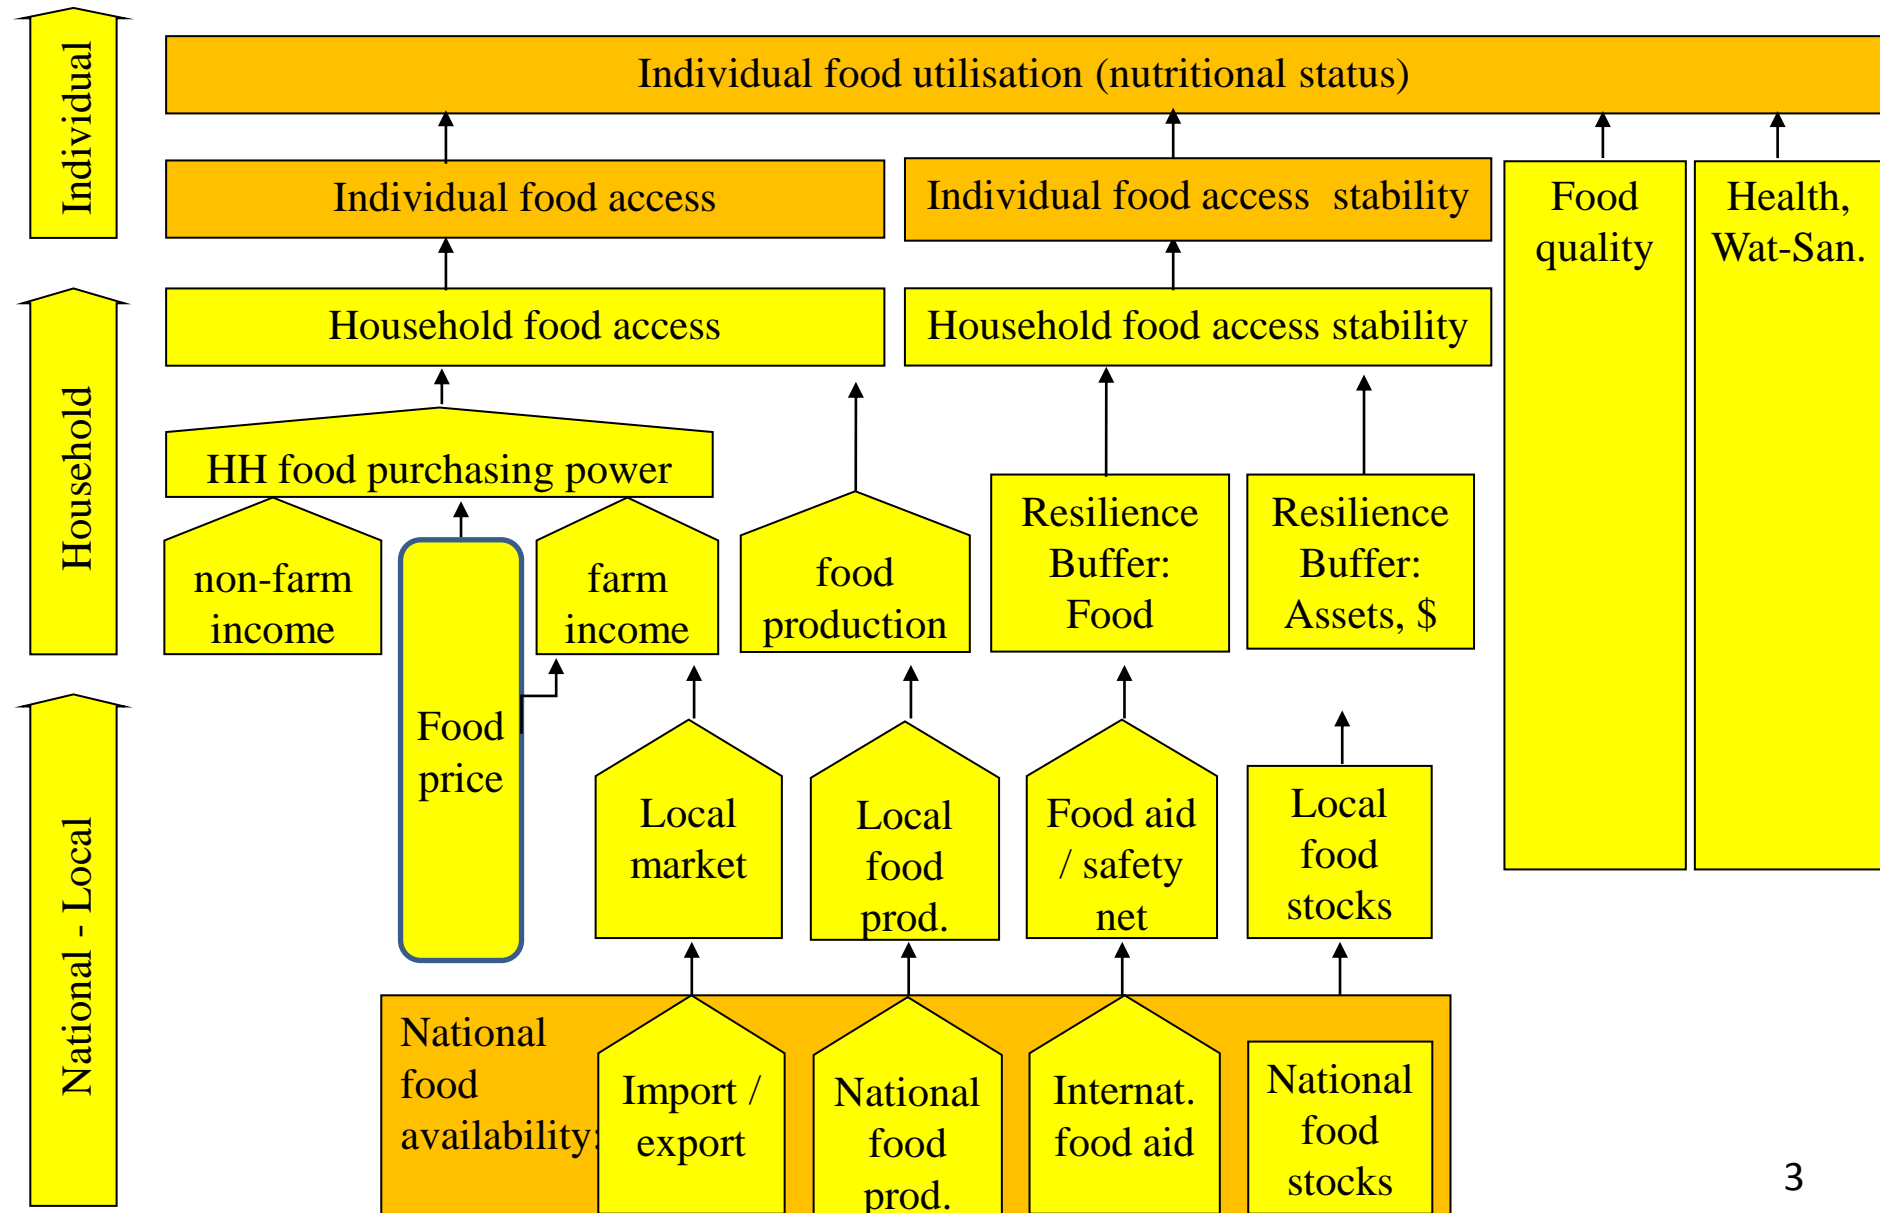 Individual
Individual food utilisation (nutritional status)
Individual food access
Individual food access stability
Food
quality
Health,
Wat-San.
Household
Household food access
Household food access stability
HH food purchasing power
non-farm
income
Food
price
farm
income
food
production
Resilience
Buffer:
Food
Resilience
Buffer:
Assets, $
National - Local
Local
market
Local
food
prod.
Food aid
/ safety
net
Local
food
stocks
National
food
availability:
Import /
export
National
food
prod.
Internat.
food aid
National
food
stocks
3